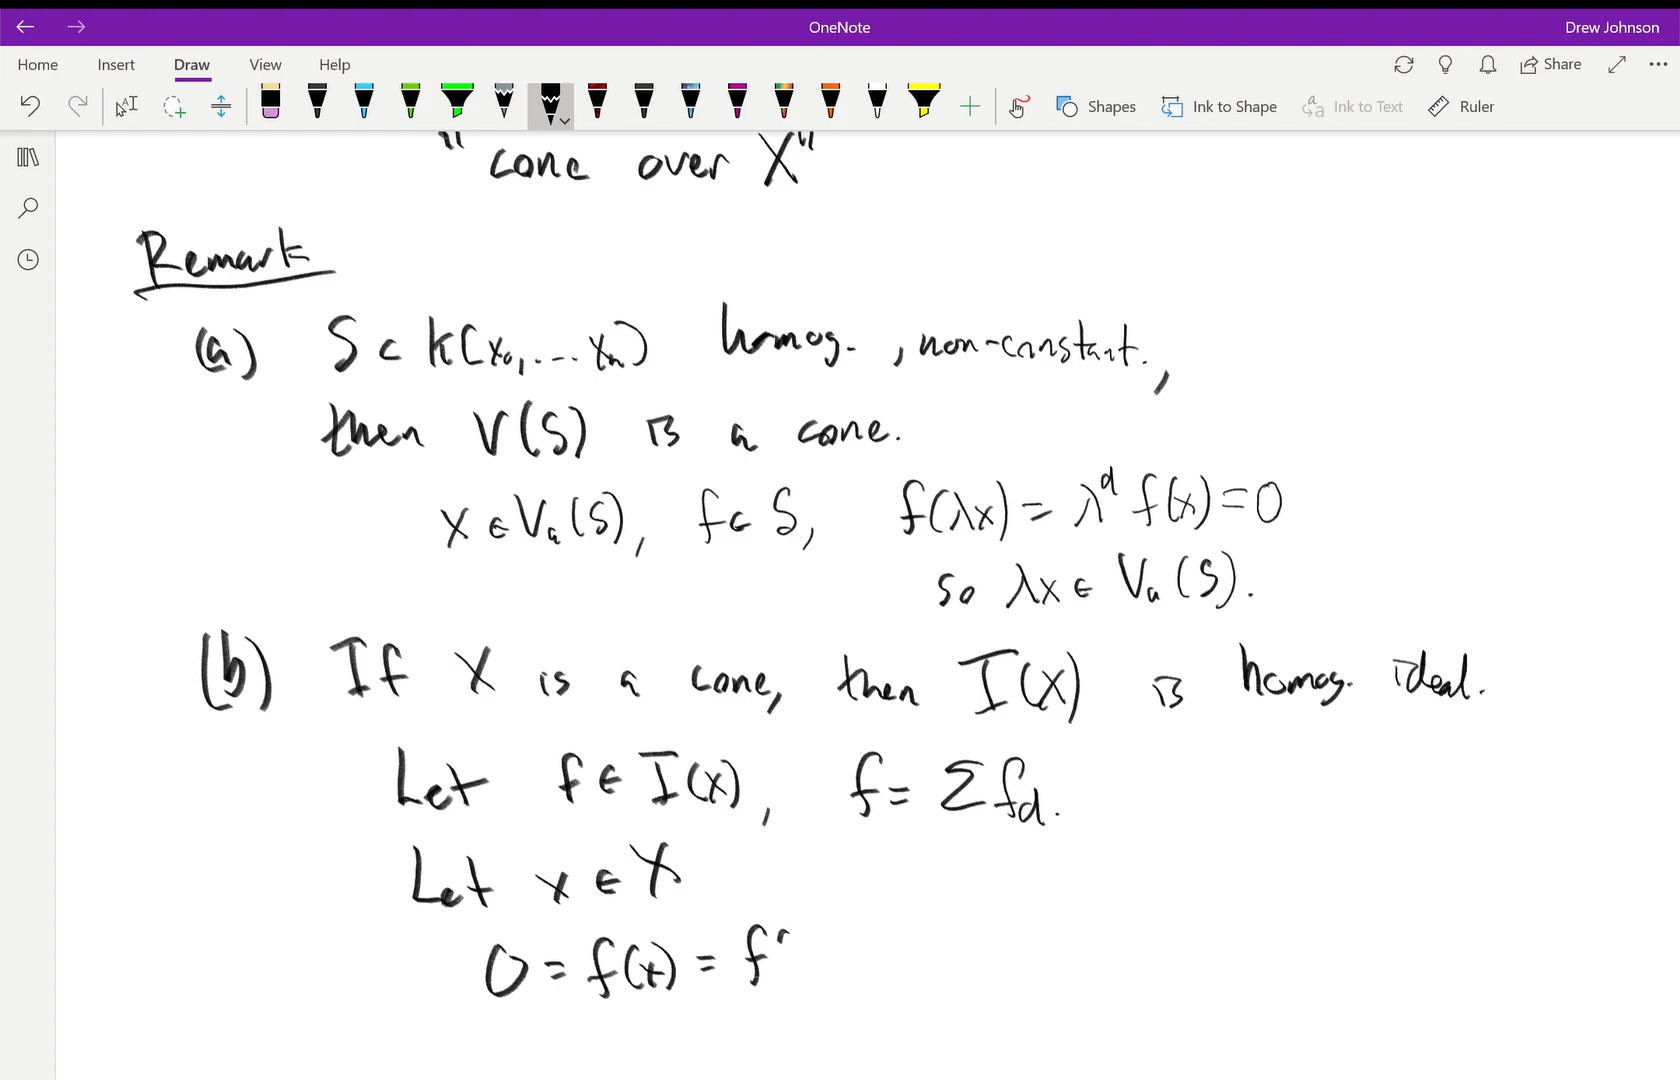 OneNote
Drew Johnson
Home Insert Draw View Help
Share
Shapes Ink to Shape Ink to Text Ruler
"cone over X"
Remark
(a) S ⊂ K(x₀, ... xₙ) homog., non-constant,
then V(S) is a cone.
x ∈ Vₐ(S), f ∈ S, f(λx) = λᵈ f(x) = 0
so λx ∈ Vₐ(S).
(b) If X is a cone, then I(X) is homog. ideal.
Let f ∈ I(X), f = Σ f_d.
Let x ∈ X
0 = f(x) = f